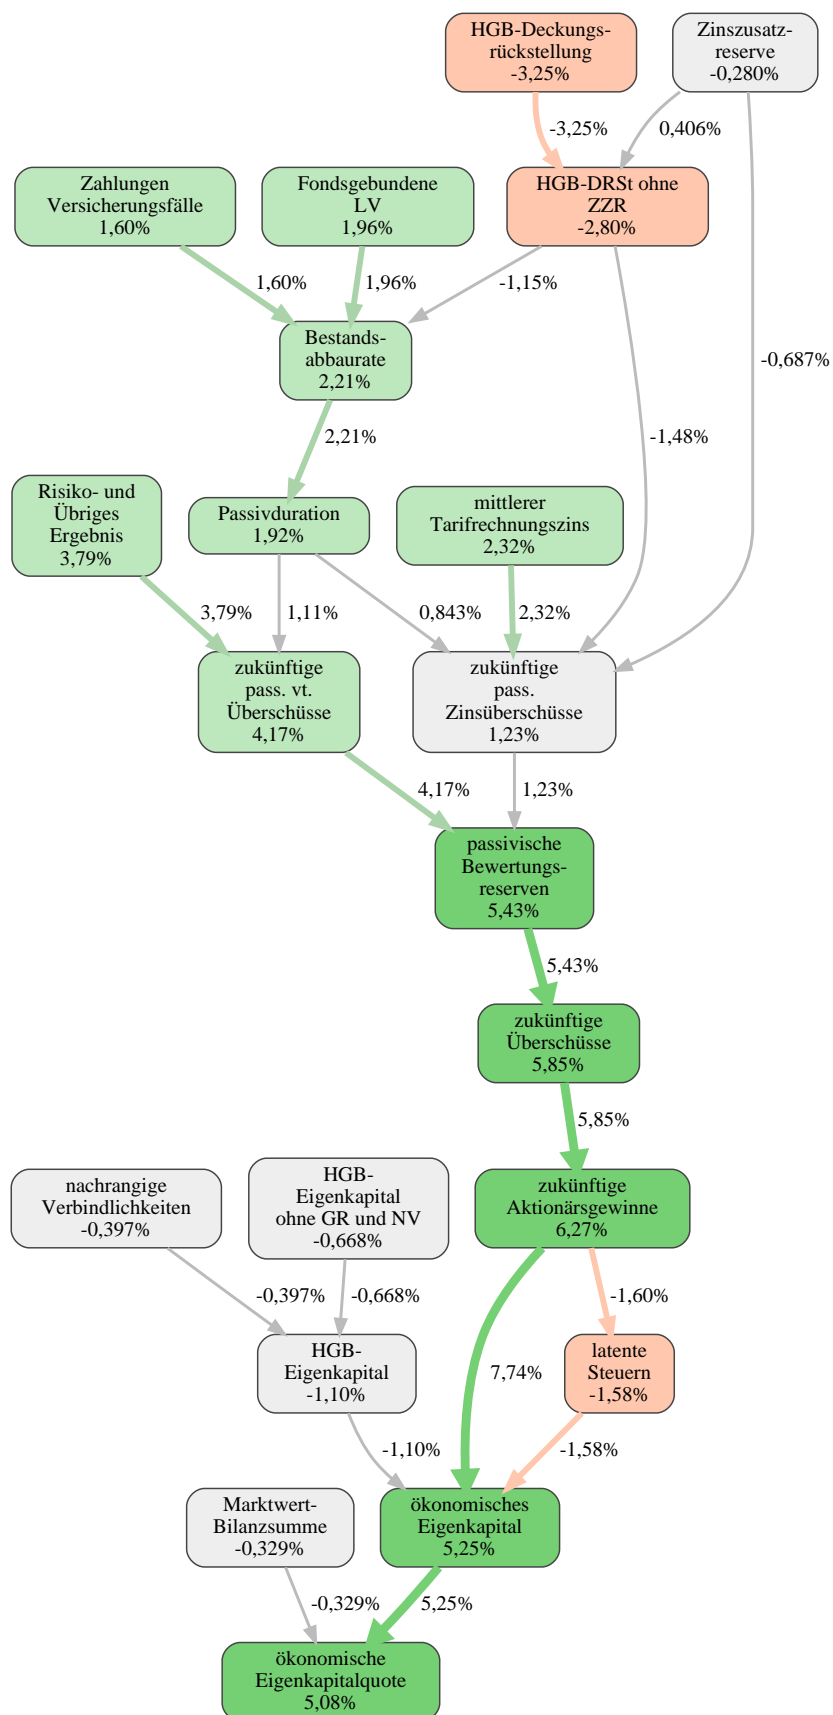 HGB-Deckungs-
rückstellung
-3,25%
Zinszusatz-
reserve
-0,280%
-3,25%
0,406%
Zahlungen
Versicherungsfälle
1,60%
Fondsgebundene
LV
1,96%
HGB-DRSt ohne
ZZR
-2,80%
1,60%
1,96%
-1,15%
Bestands-
abbaurate
2,21%
-0,687%
2,21%
-1,48%
Risiko- und
Übriges
Ergebnis
3,79%
Passivduration
1,92%
mittlerer
Tarifrechnungszins
2,32%
3,79%
1,11%
0,843%
2,32%
zukünftige
pass. vt.
Überschüsse
4,17%
zukünftige
pass.
Zinsüberschüsse
1,23%
4,17%
1,23%
passivische
Bewertungs-
reserven
5,43%
5,43%
zukünftige
Überschüsse
5,85%
5,85%
nachrangige
Verbindlichkeiten
-0,397%
HGB-
Eigenkapital
ohne GR und NV
-0,668%
zukünftige
Aktionärsgewinne
6,27%
-0,397%
-0,668%
-1,60%
HGB-
Eigenkapital
-1,10%
7,74%
latente
Steuern
-1,58%
-1,10%
-1,58%
Marktwert-
Bilanzsumme
-0,329%
ökonomisches
Eigenkapital
5,25%
-0,329%
5,25%
ökonomische
Eigenkapitalquote
5,08%